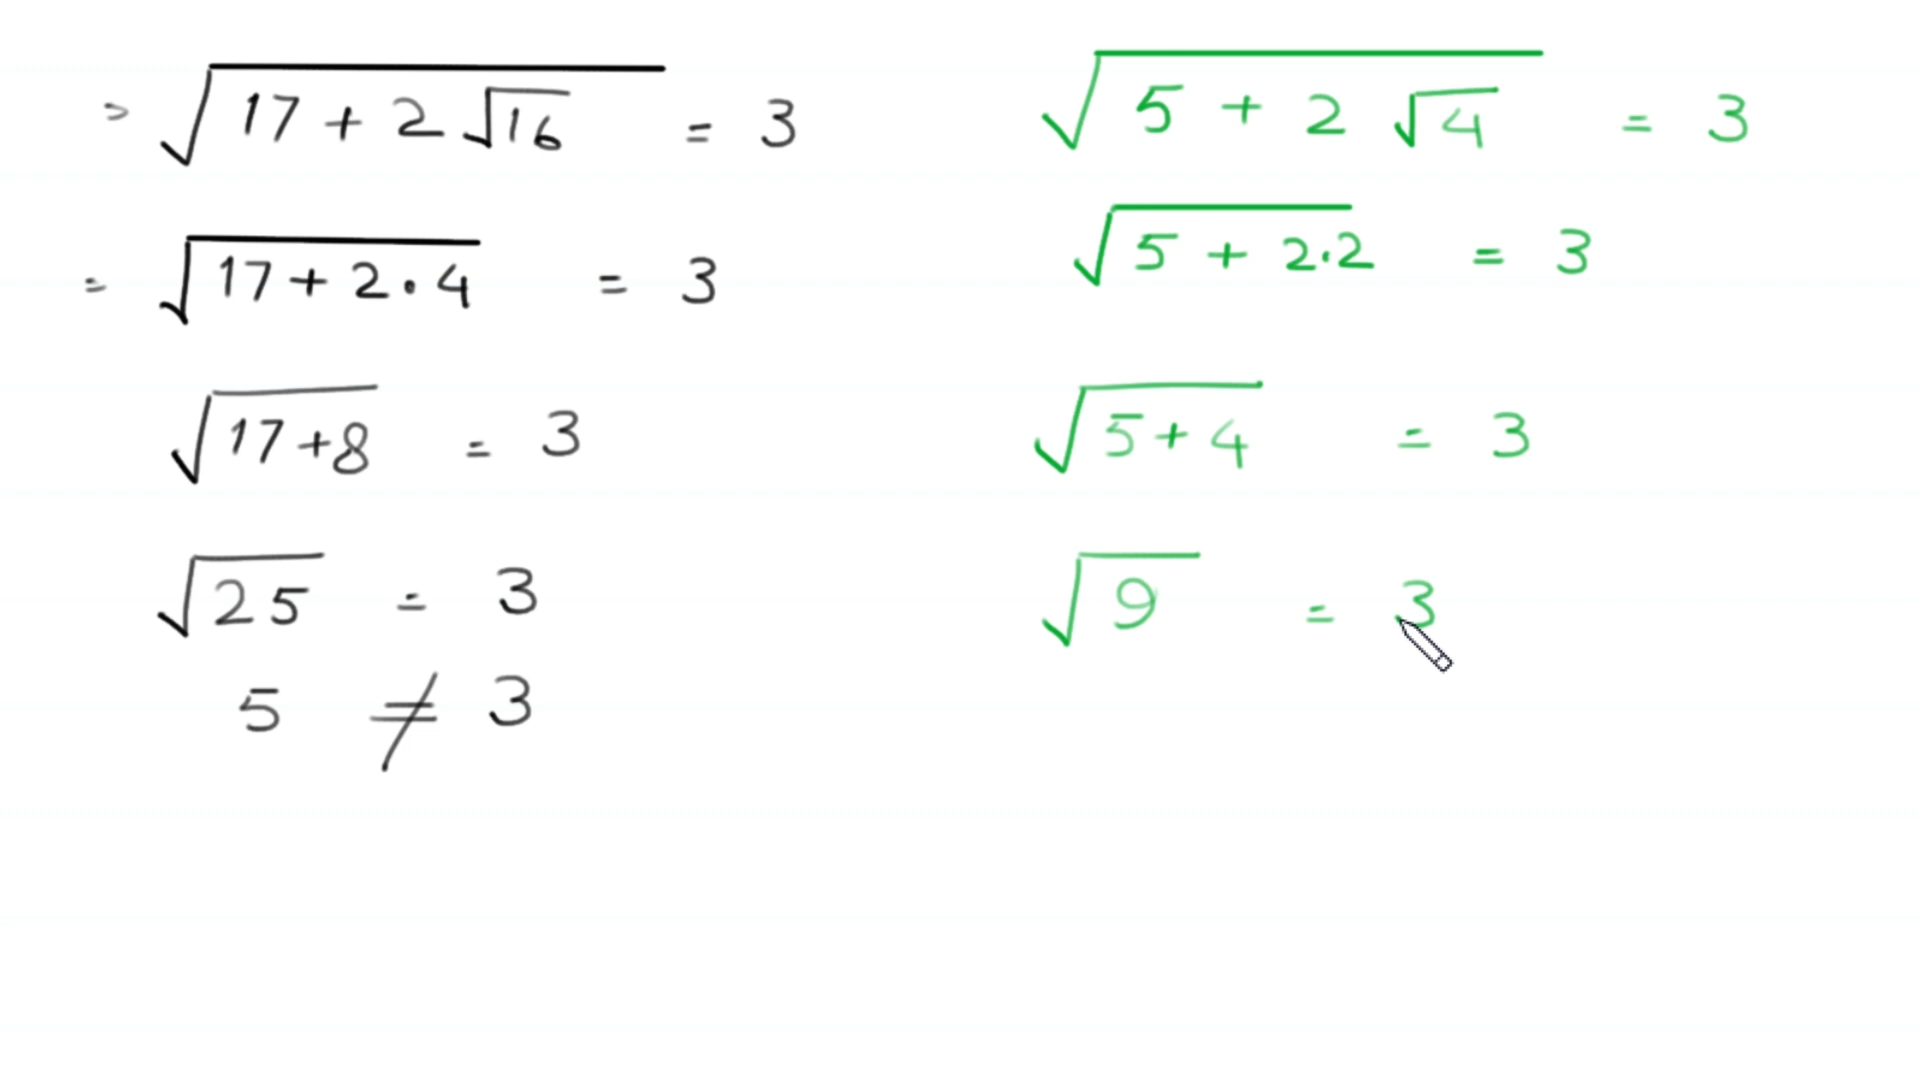 = √(17 + 2 √16) = 3
= √(17 + 2 · 4) = 3
√(17 + 8) = 3
√25 = 3
5 ≠ 3
√(5 + 2 √4) = 3
√(5 + 2·2) = 3
√(5 + 4) = 3
√9 = 3